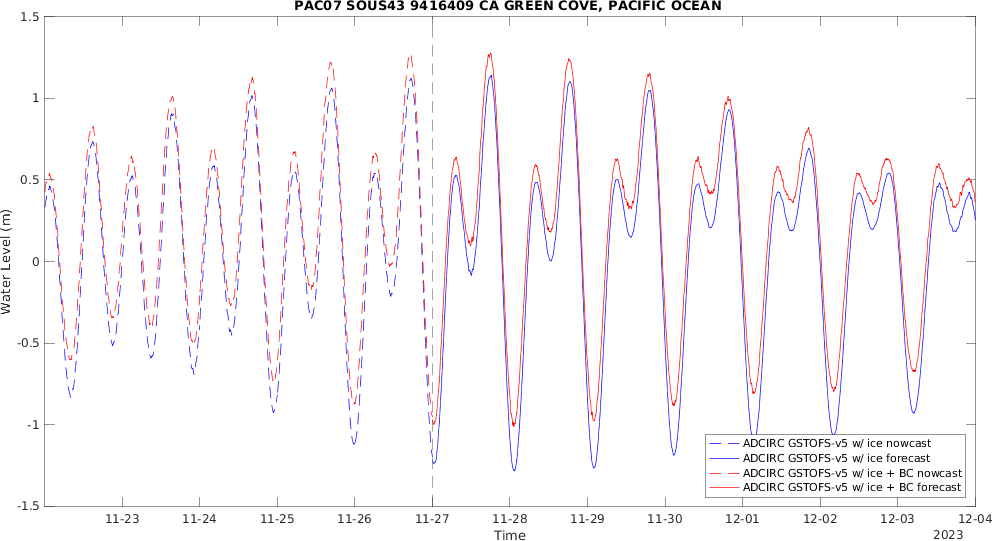 PAC07 SOUS43 9416409 CA GREEN COVE, PACIFIC OCEAN
1.5
1
0.5
0
-0.5
-1
-1.5
Water Level (m)
11-23
11-24
11-25
11-26
11-27
11-28
11-29
11-30
12-01
12-02
12-03
12-04
Time
2023
ADCIRC GSTOFS-v5 w/ ice nowcast
ADCIRC GSTOFS-v5 w/ ice forecast
ADCIRC GSTOFS-v5 w/ ice + BC nowcast
ADCIRC GSTOFS-v5 w/ ice + BC forecast